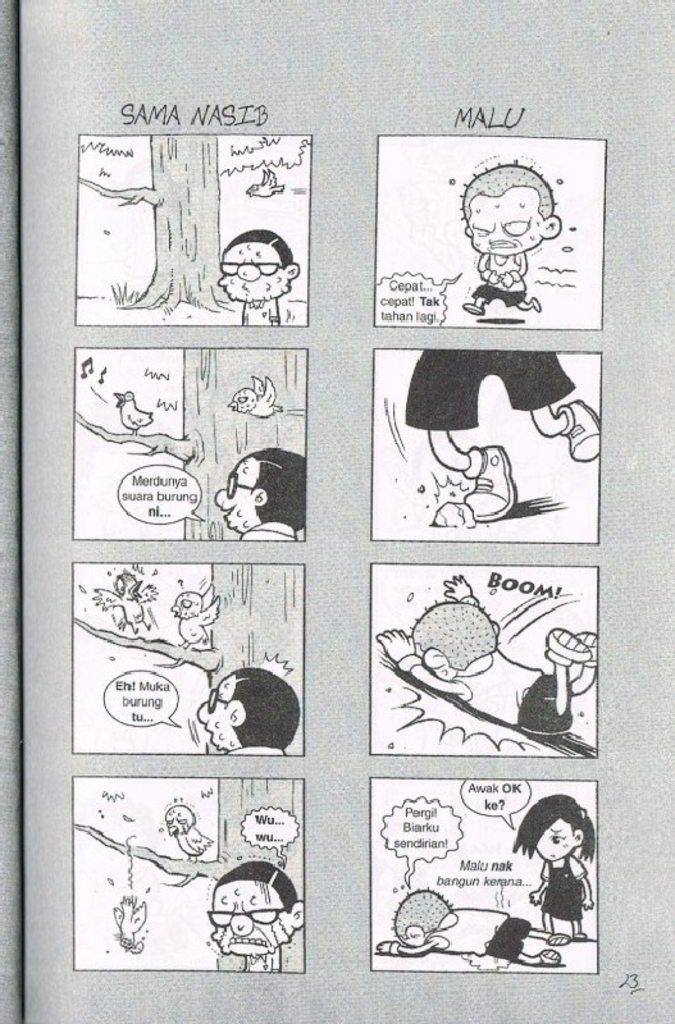 SAMA NASIB
Merdunya
suara burung
ni...
Eh! Muka
burung
tu...
Wu...
wu...
MALU
Cepat...
cepat! Tak
tahan lagi.
BOOM!
Awak OK
ke?
Pergi!
Biarku
sendirian!
Malu nak
bangun kerana...
23